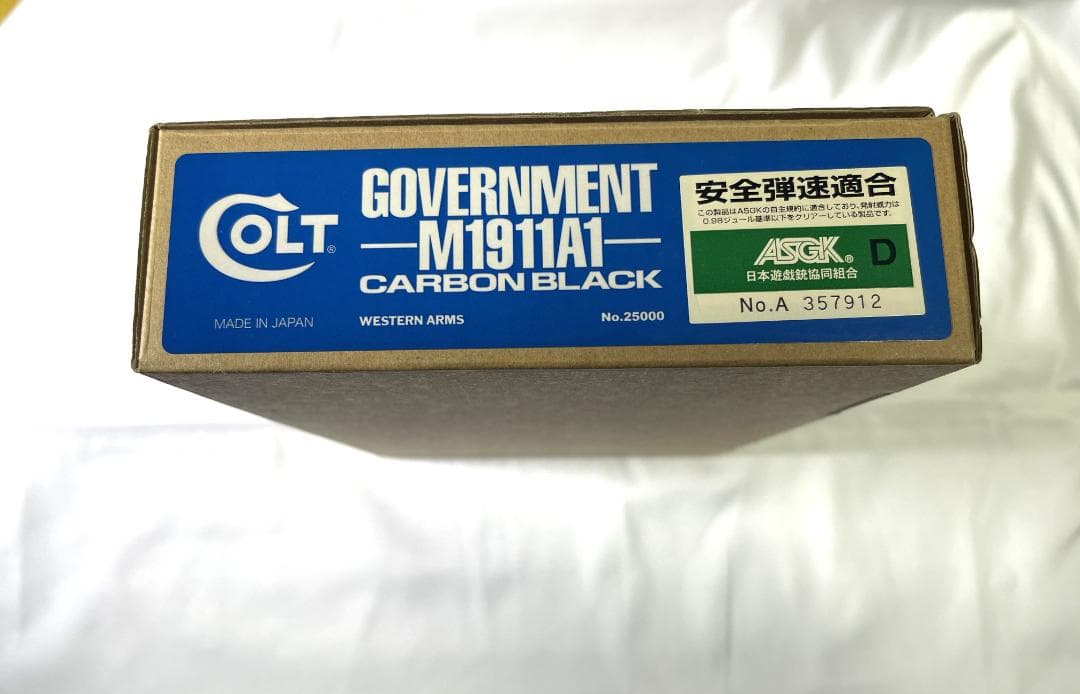 COLT®
MADE IN JAPAN
GOVERNMENT
M1911A1
CARBON BLACK
WESTERN ARMS
No.25000
安全弾速適合
この製品はASGKの自主規約に適合しており、発射威力は
0.98ジュール基準以下をクリアーしている製品です。
ASGK® D
日本遊戯銃協同組合
No.A 357912